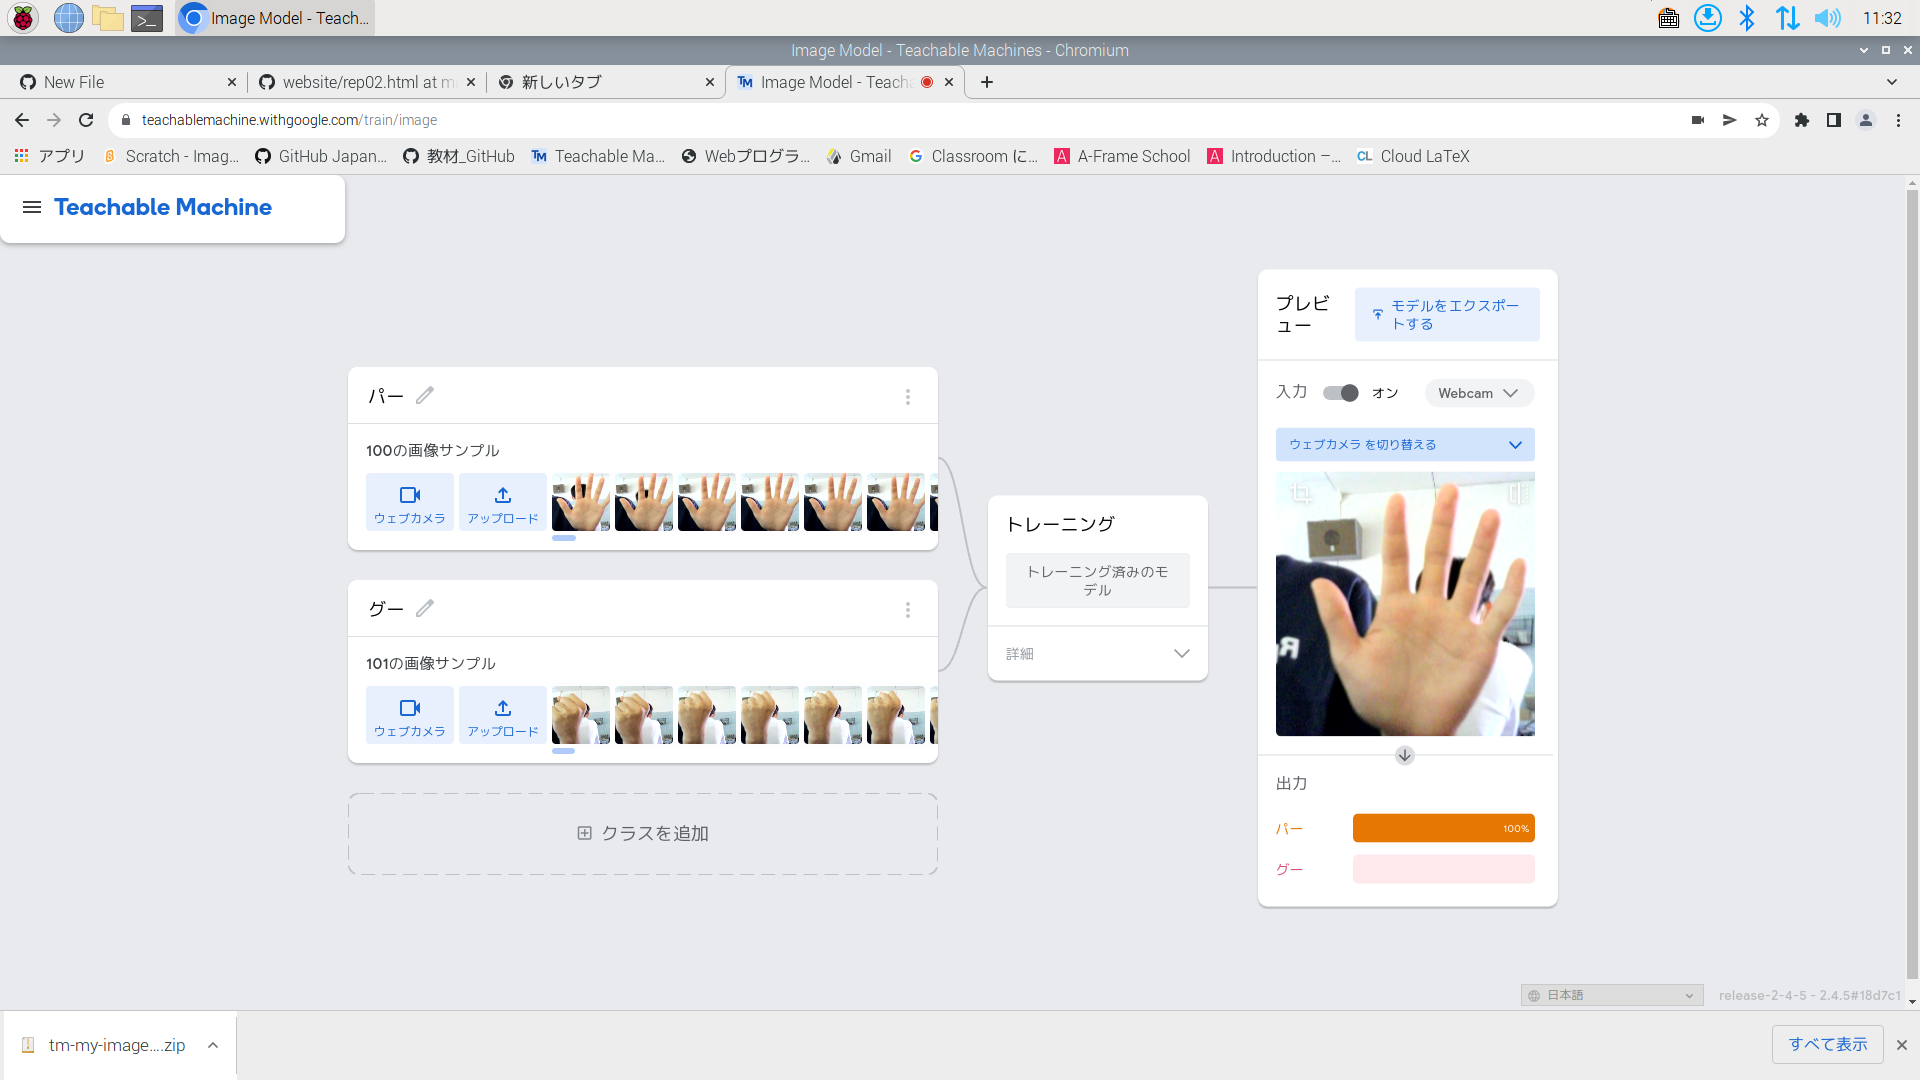 Image Model - Teach...
11:32
Image Model - Teachable Machines - Chromium
New File
website/rep02.html at m
新しいタブ
Image Model - Teach
teachablemachine.withgoogle.com/train/image
アプリ
Scratch - Imag...
GitHub Japan...
教材_GitHub
Teachable Ma...
Webプログラ...
Gmail
Classroom に...
A-Frame School
Introduction –...
Cloud LaTeX
Teachable Machine
パー
100の画像サンプル
ウェブカメラ
アップロード
グー
101の画像サンプル
ウェブカメラ
アップロード
クラスを追加
トレーニング
トレーニング済みのモ
デル
詳細
プレビ
ュー
モデルをエクスポー
トする
入力
オン
Webcam
ウェブカメラ を切り替える
出力
パー
100%
グー
日本語
release-2-4-5 - 2.4.5#18d7c1
tm-my-image....zip
すべて表示